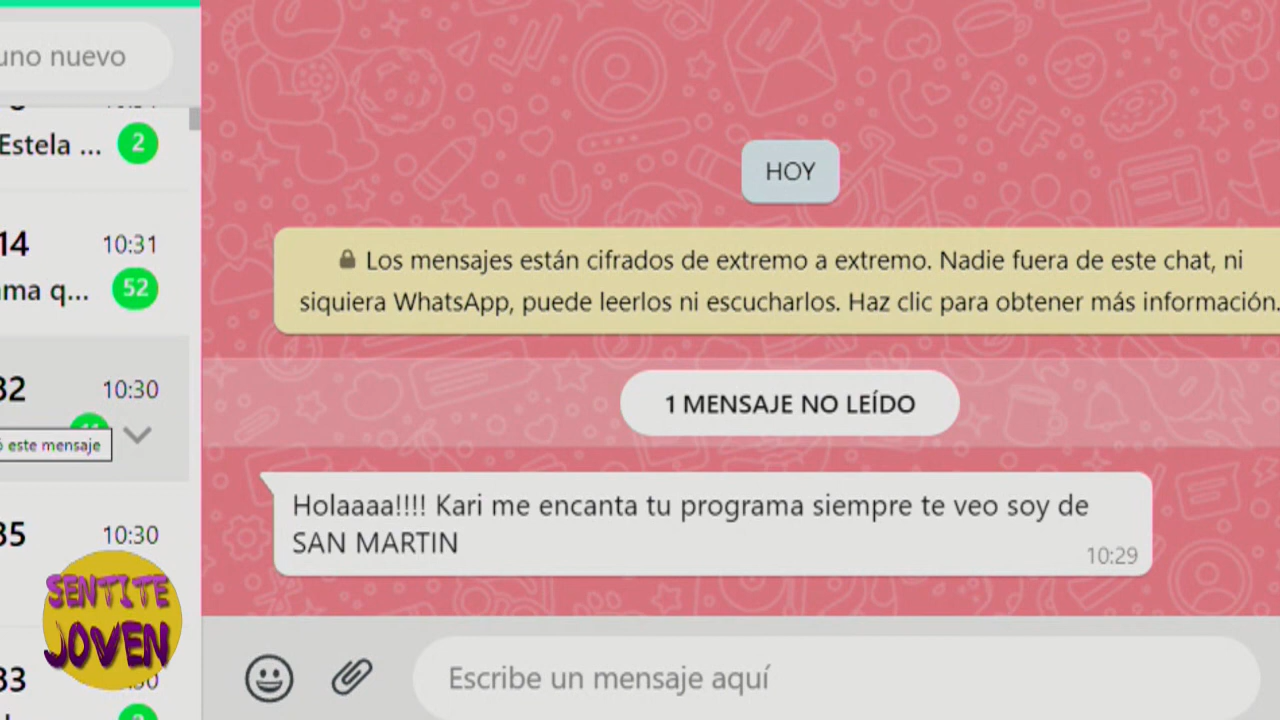 uno nuevo
Estela ... 2
14 10:31
ma q... 52
32 10:30
este mensaje
35 10:30
SENTITE
JOVEN
33
HOY
Los mensajes están cifrados de extremo a extremo. Nadie fuera de este chat, ni
siquiera WhatsApp, puede leerlos ni escucharlos. Haz clic para obtener más información.
1 MENSAJE NO LEÍDO
Holaaaa!!!! Kari me encanta tu programa siempre te veo soy de
SAN MARTIN
10:29
Escribe un mensaje aquí